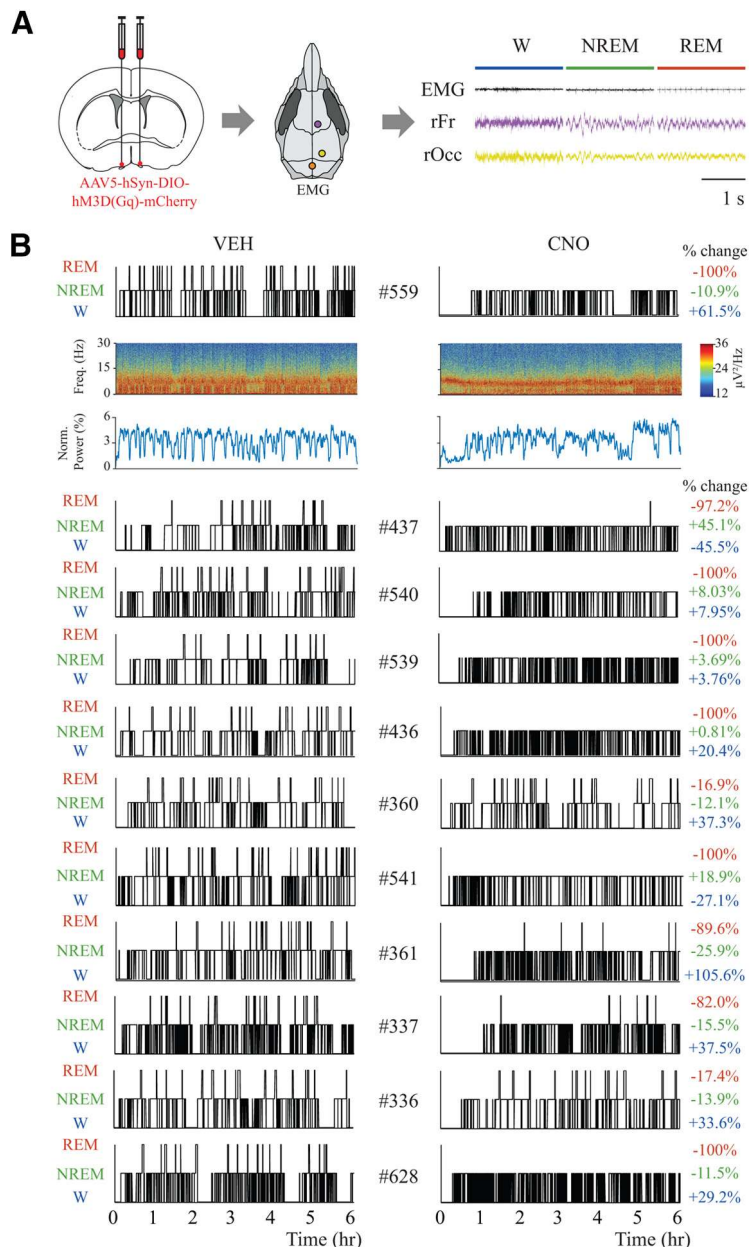 A
W NREM REM
EMG
rFr
rOcc
1 s
AAV5-hSyn-DIO-
hM3D(Gq)-mCherry
EMG
B
VEH CNO % change
REM
NREM
W
#559
-100%
-10.9%
+61.5%
Freq. (Hz)
30
15
0
36
24
12
µV²/Hz
Norm.
Power (%)
6
3
0
% change
REM
NREM
W
#437
-97.2%
+45.1%
-45.5%
REM
NREM
W
#540
-100%
+8.03%
+7.95%
REM
NREM
W
#539
-100%
+3.69%
+3.76%
REM
NREM
W
#436
-100%
+0.81%
+20.4%
REM
NREM
W
#360
-16.9%
-12.1%
+37.3%
REM
NREM
W
#541
-100%
+18.9%
-27.1%
REM
NREM
W
#361
-89.6%
-25.9%
+105.6%
REM
NREM
W
#337
-82.0%
-15.5%
+37.5%
REM
NREM
W
#336
-17.4%
-13.9%
+33.6%
REM
NREM
W
#628
-100%
-11.5%
+29.2%
0 1 2 3 4 5 6 0 1 2 3 4 5 6
Time (hr) Time (hr)